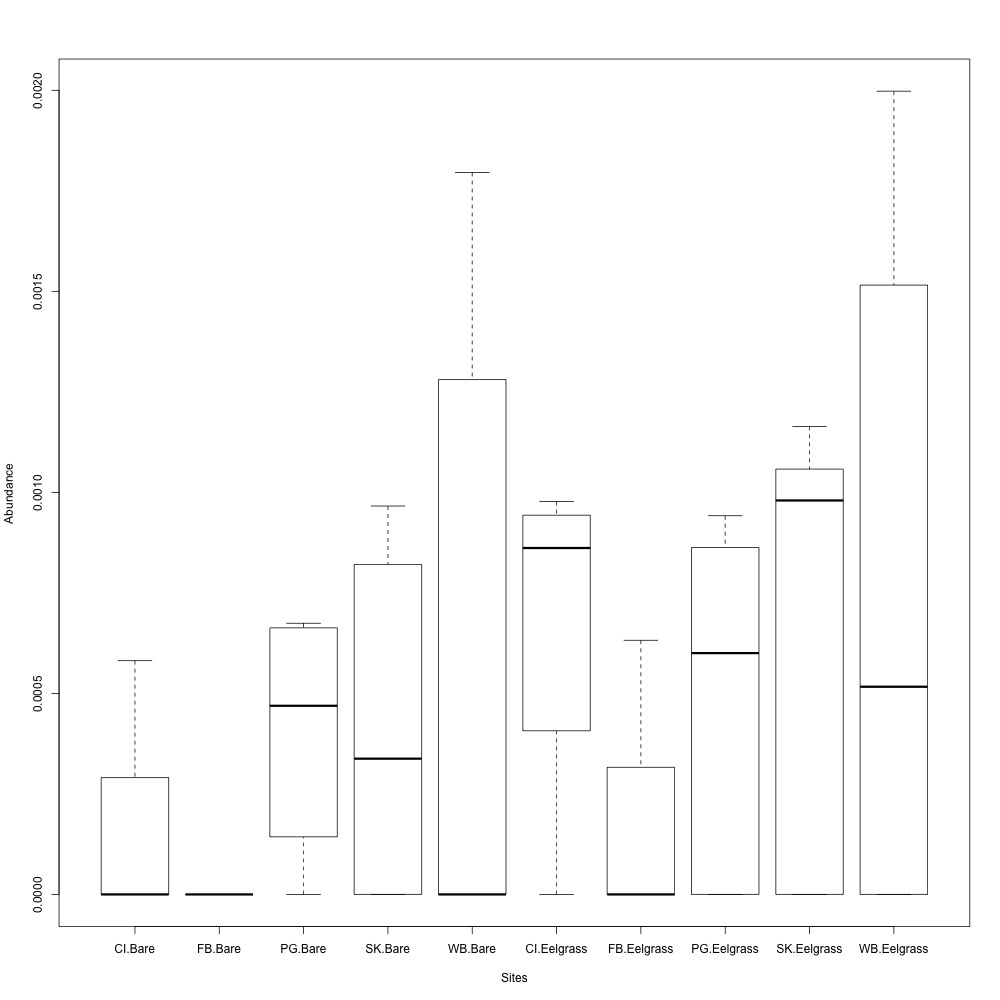 Abundance
0.0020
0.0015
0.0010
0.0005
0.0000
CI.Bare FB.Bare PG.Bare SK.Bare WB.Bare CI.Eelgrass FB.Eelgrass PG.Eelgrass SK.Eelgrass WB.Eelgrass
Sites